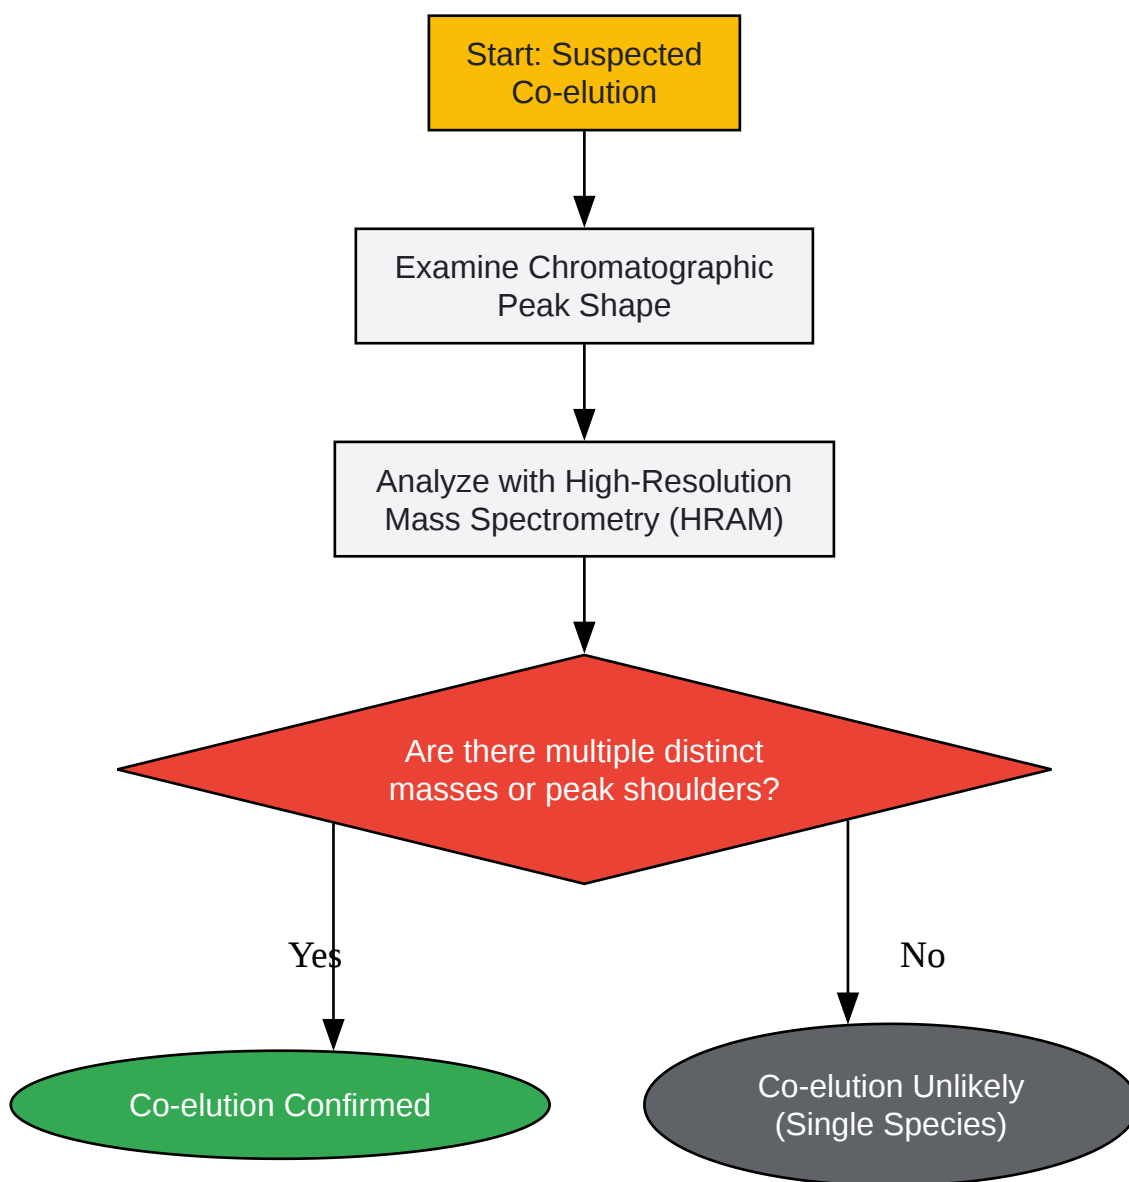 Start: Suspected
Co-elution
Examine Chromatographic
Peak Shape
Analyze with High-Resolution
Mass Spectrometry (HRAM)
Are there multiple distinct
masses or peak shoulders?
Yes
No
Co-elution Confirmed
Co-elution Unlikely
(Single Species)